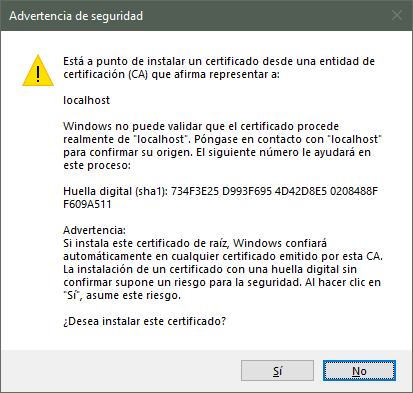 Advertencia de seguridad
Está a punto de instalar un certificado desde una entidad de
certificación (CA) que afirma representar a:
localhost
Windows no puede validar que el certificado procede
realmente de "localhost". Póngase en contacto con "localhost"
para confirmar su origen. El siguiente número le ayudará en
este proceso:
Huella digital (sha1): 734F3E25 D993F695 4D42D8E5 0208488F
F609A511
Advertencia:
Si instala este certificado de raíz, Windows confiará
automáticamente en cualquier certificado emitido por esta CA.
La instalación de un certificado con una huella digital sin
confirmar supone un riesgo para la seguridad. Al hacer clic en
"Sí", asume este riesgo.
¿Desea instalar este certificado?
Sí
No